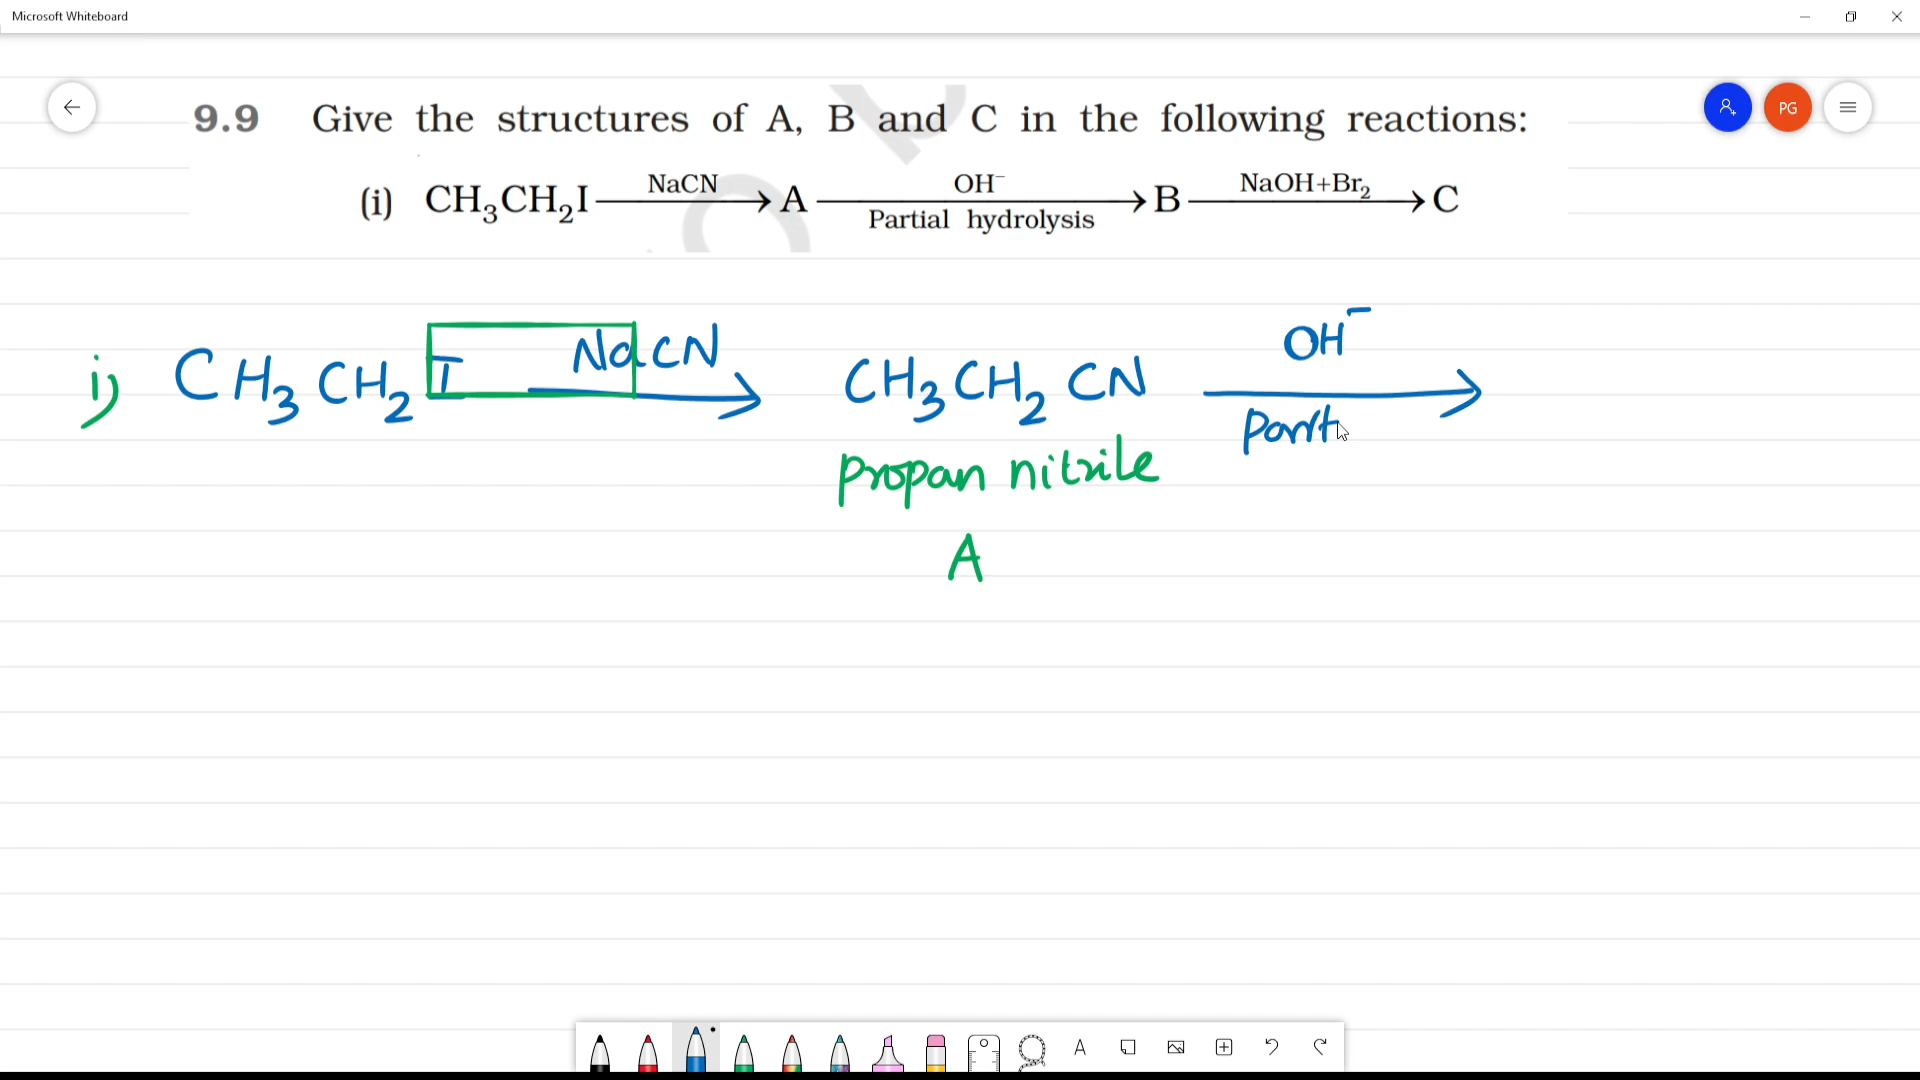 Microsoft Whiteboard
PG
9.9 Give the structures of A, B and C in the following reactions:
NaCN OH⁻ NaOH+Br₂
(i) CH₃CH₂I → A → B → C
Partial hydrolysis
i) CH₃CH₂I NaCN → CH₃CH₂CN OH⁻ →
Part
Propan nitrile
A
A